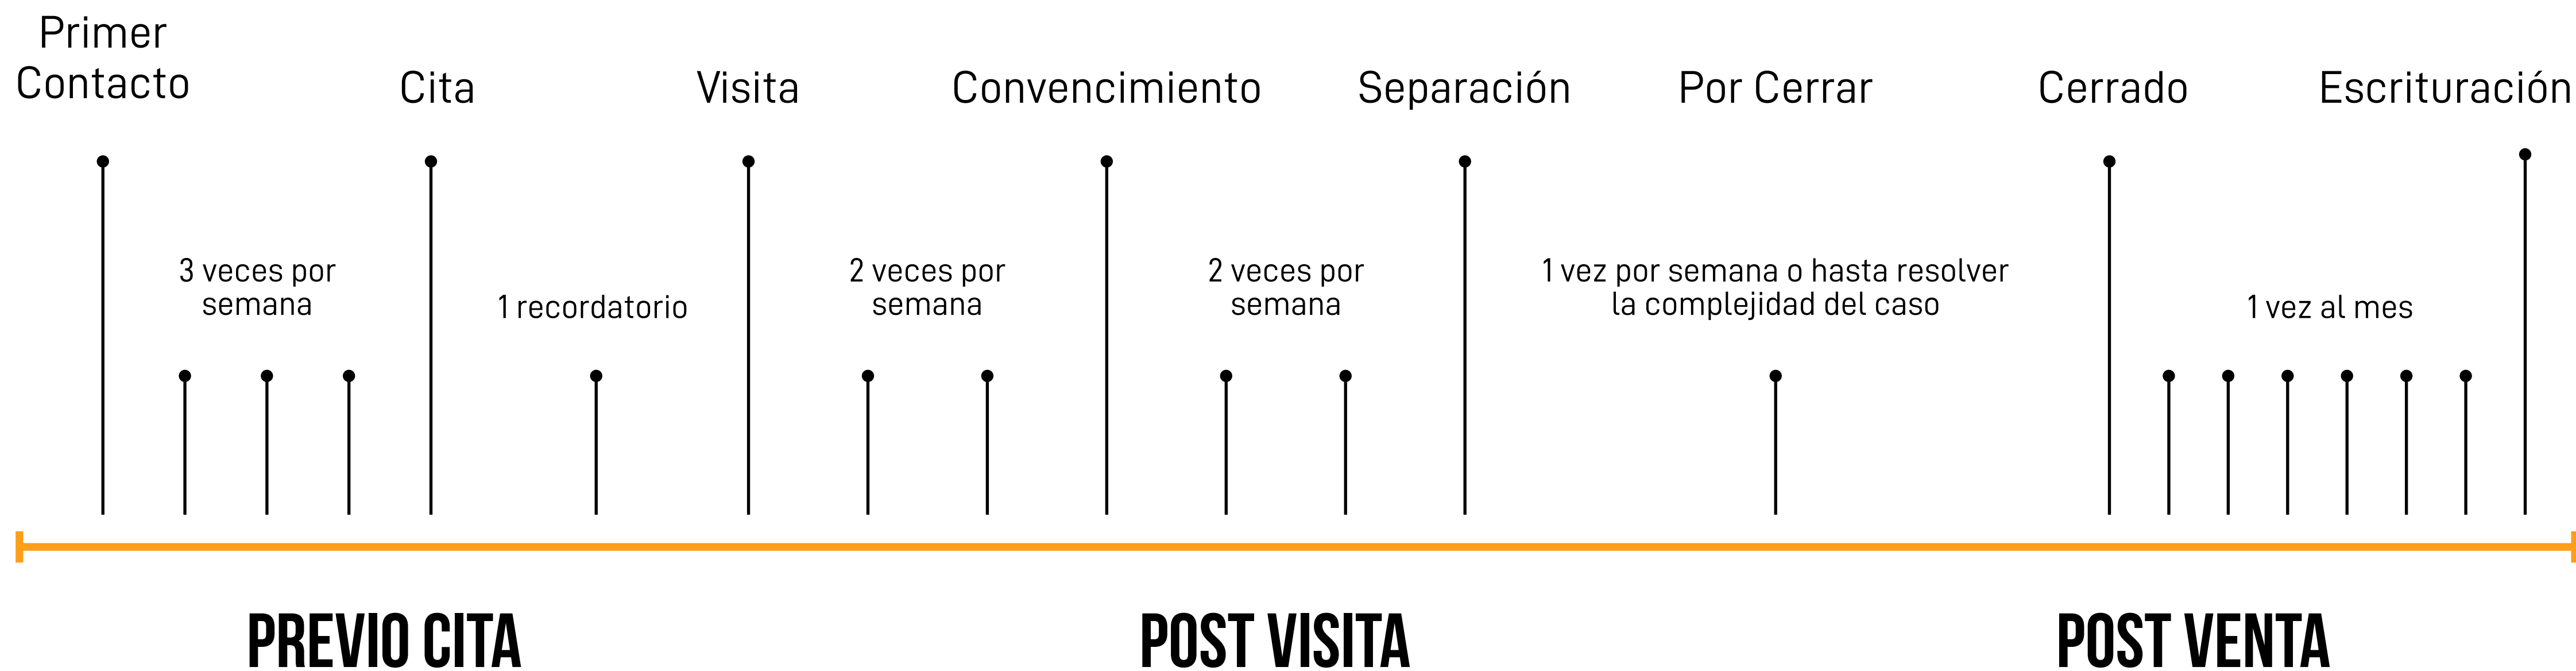 Primer
Contacto
Cita
Visita
Convencimiento
Separación
Por Cerrar
Cerrado
Escrituración
3 veces por
semana
1 recordatorio
2 veces por
semana
2 veces por
semana
1 vez por semana o hasta resolver
la complejidad del caso
1 vez al mes
PREVIO CITA
POST VISITA
POST VENTA